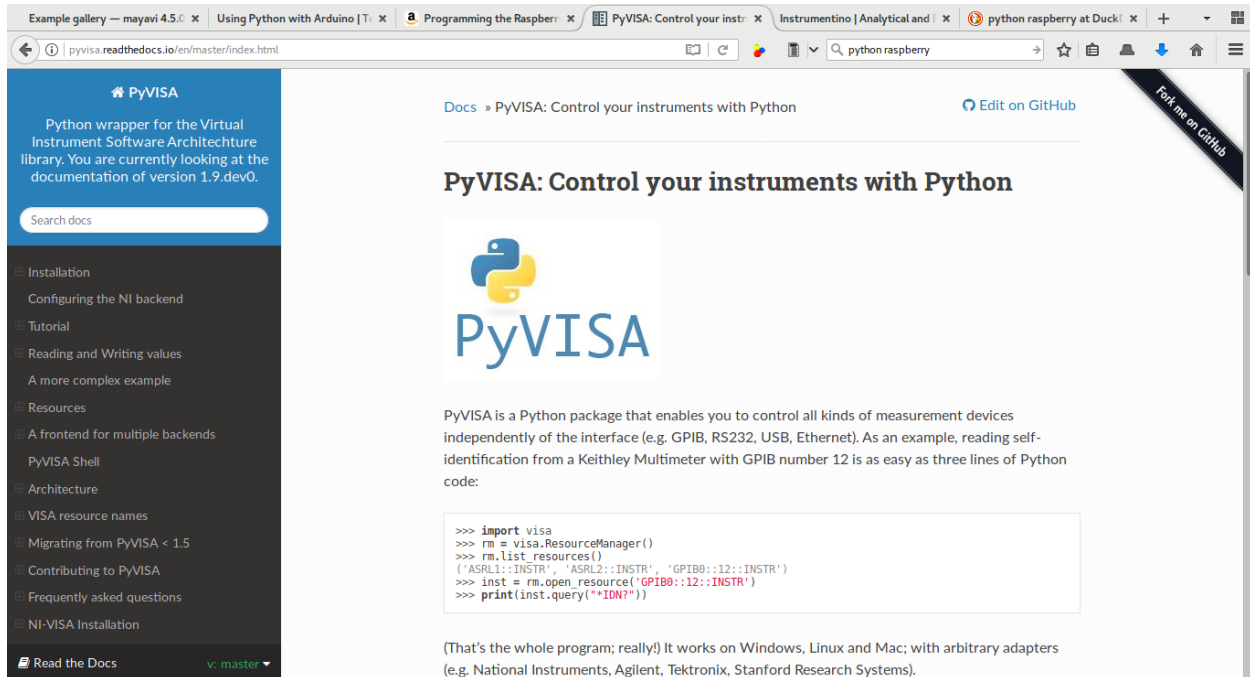 Example gallery — mayavi 4.5.0
Using Python with Arduino | Te
Programming the Raspberr
PyVISA: Control your instr
Instrumentino | Analytical and
python raspberry at Duck
pyvisa.readthedocs.io/en/master/index.html
python raspberry
PyVISA
Python wrapper for the Virtual
Instrument Software Architechture
library. You are currently looking at the
documentation of version 1.9.dev0.
Search docs
Installation
Configuring the NI backend
Tutorial
Reading and Writing values
A more complex example
Resources
A frontend for multiple backends
PyVISA Shell
Architecture
VISA resource names
Migrating from PyVISA < 1.5
Contributing to PyVISA
Frequently asked questions
NI-VISA Installation
Read the Docs
v: master
Docs » PyVISA: Control your instruments with Python
Edit on GitHub
Fork me on GitHub
PyVISA: Control your instruments with Python
PyVISA
PyVISA is a Python package that enables you to control all kinds of measurement devices
independently of the interface (e.g. GPIB, RS232, USB, Ethernet). As an example, reading self-
identification from a Keithley Multimeter with GPIB number 12 is as easy as three lines of Python
code:
>>> import visa
>>> rm = visa.ResourceManager()
>>> rm.list_resources()
('ASRL1::INSTR', 'ASRL2::INSTR', 'GPIB0::12::INSTR')
>>> inst = rm.open_resource('GPIB0::12::INSTR')
>>> print(inst.query("*IDN?"))
(That's the whole program; really!) It works on Windows, Linux and Mac; with arbitrary adapters
(e.g. National Instruments, Agilent, Tektronix, Stanford Research Systems).